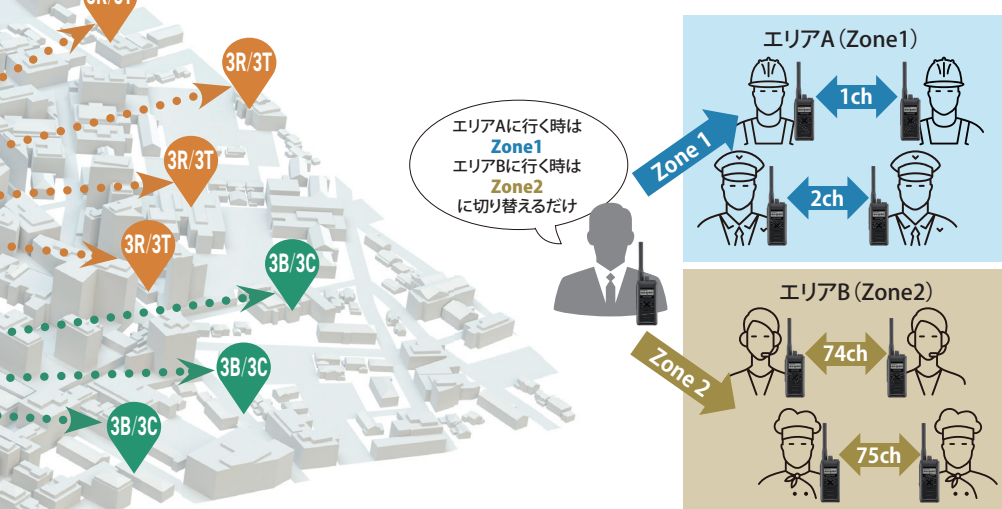 3R/3T
3R/3T
3R/3T
3R/3T
3B/3C
3B/3C
3B/3C
エリアAに行く時は
Zone1
エリアBに行く時は
Zone2
に切り替えるだけ
Zone 1
エリアA（Zone1）
1ch
2ch
Zone 2
エリアB（Zone2）
74ch
75ch